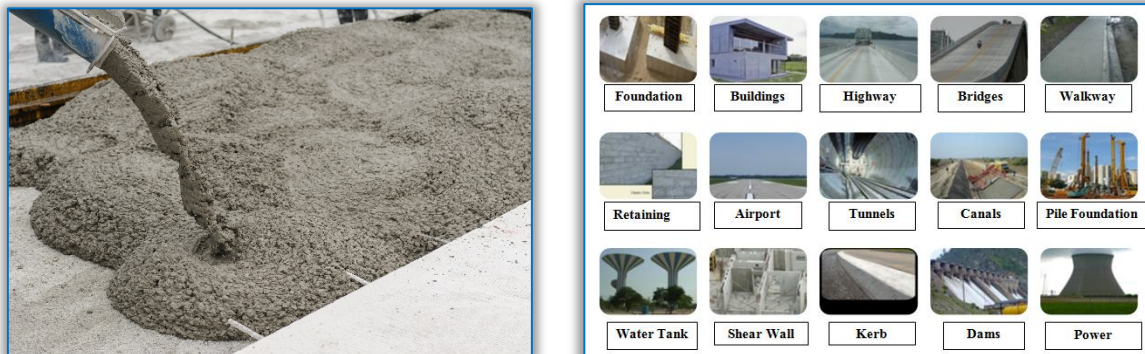 Foundation
Buildings
Highway
Bridges
Walkway
Retaining
Airport
Tunnels
Canals
Pile Foundation
Water Tank
Shear Wall
Kerb
Dams
Power